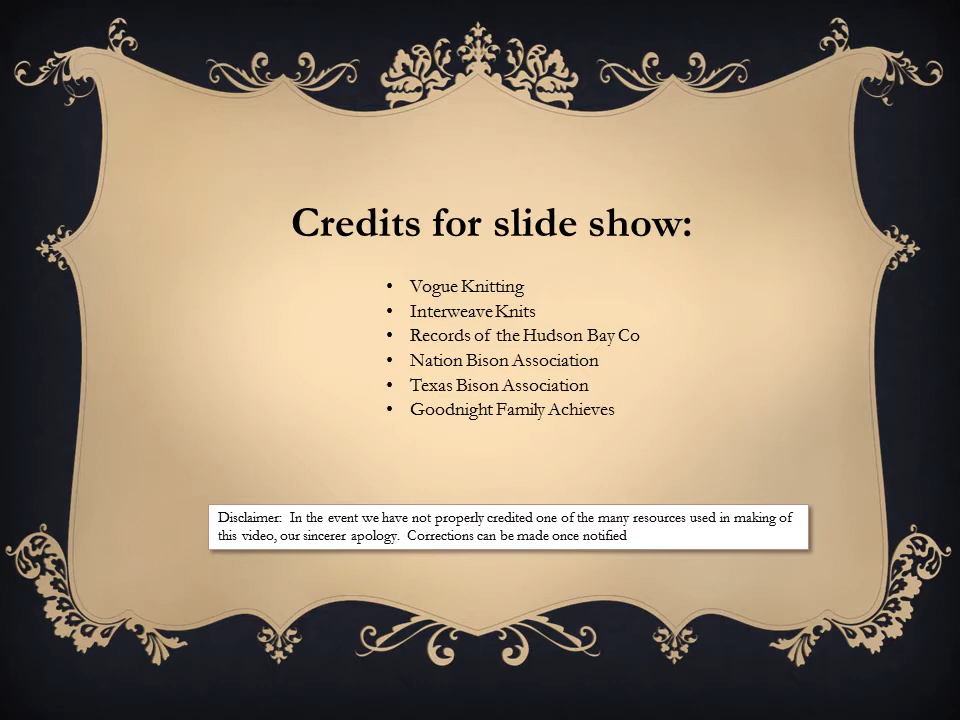 Credits for slide show:
• Vogue Knitting
• Interweave Knits
• Records of the Hudson Bay Co
• Nation Bison Association
• Texas Bison Association
• Goodnight Family Achieves
Disclaimer: In the event we have not properly credited one of the many resources used in making of
this video, our sincerer apology. Corrections can be made once notified